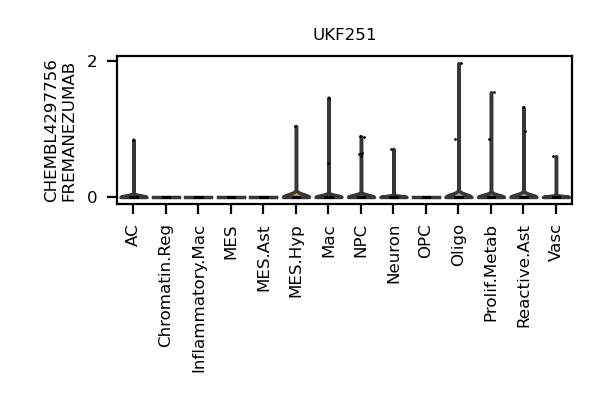 UKF251
CHEMBL4297756
FREMANEZUMAB
2
0
AC
Chromatin.Reg
Inflammatory.Mac
MES
MES.Ast
MES.Hyp
Mac
NPC
Neuron
OPC
Oligo
Prolif.Metab
Reactive.Ast
Vasc